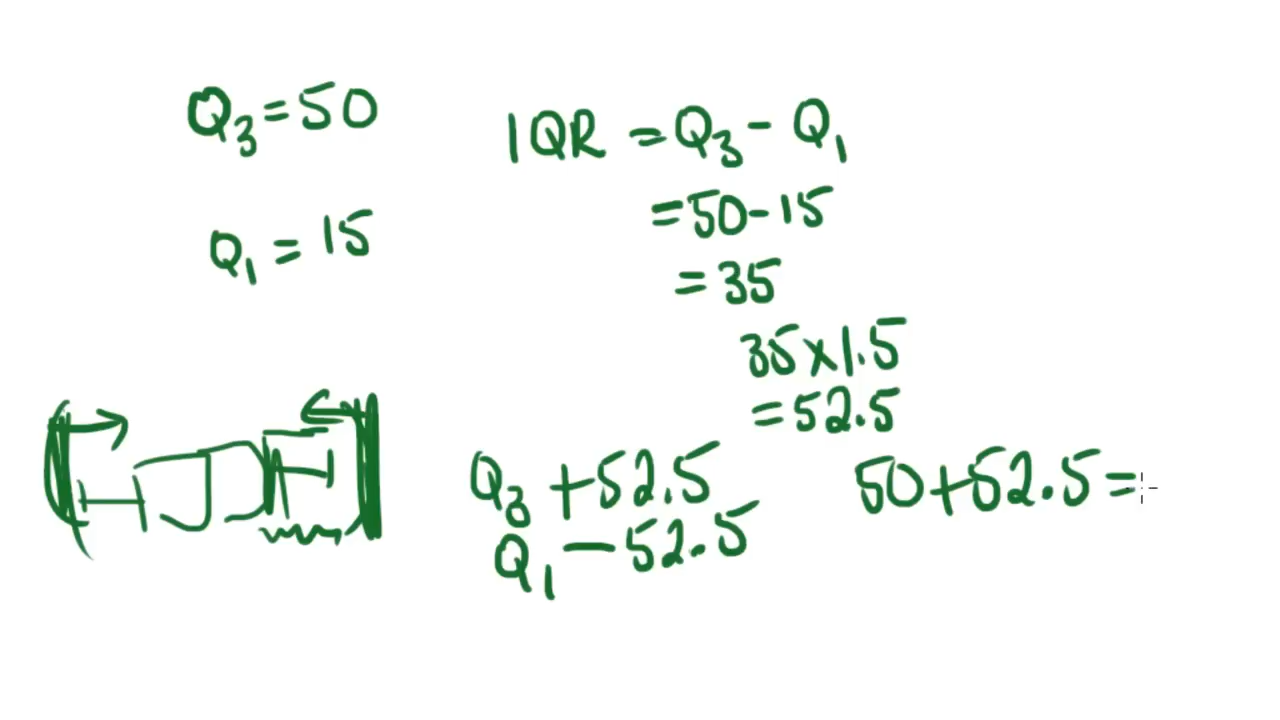 Q₃ = 50
Q₁ = 15
IQR = Q₃ - Q₁
= 50 - 15
= 35
35 x 1.5
= 52.5
Q₃ + 52.5
Q₁ - 52.5
50 + 52.5 =